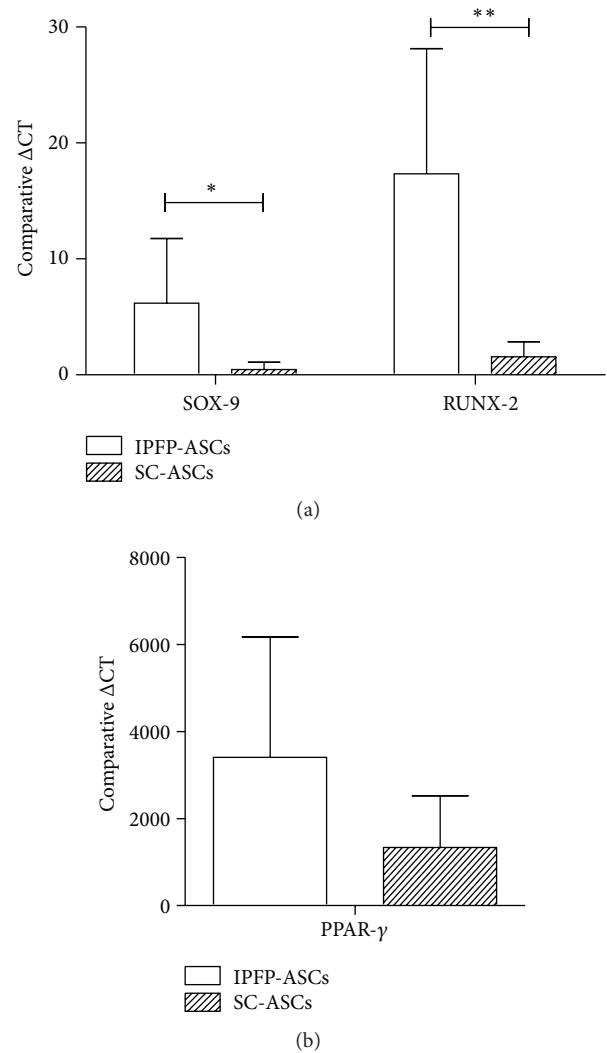 30
**
20
Comparative ΔCT
*
10
0
SOX-9
RUNX-2
IPFP-ASCs
SC-ASCs
(a)
8000
6000
Comparative ΔCT
4000
2000
0
PPAR-γ
IPFP-ASCs
SC-ASCs
(b)